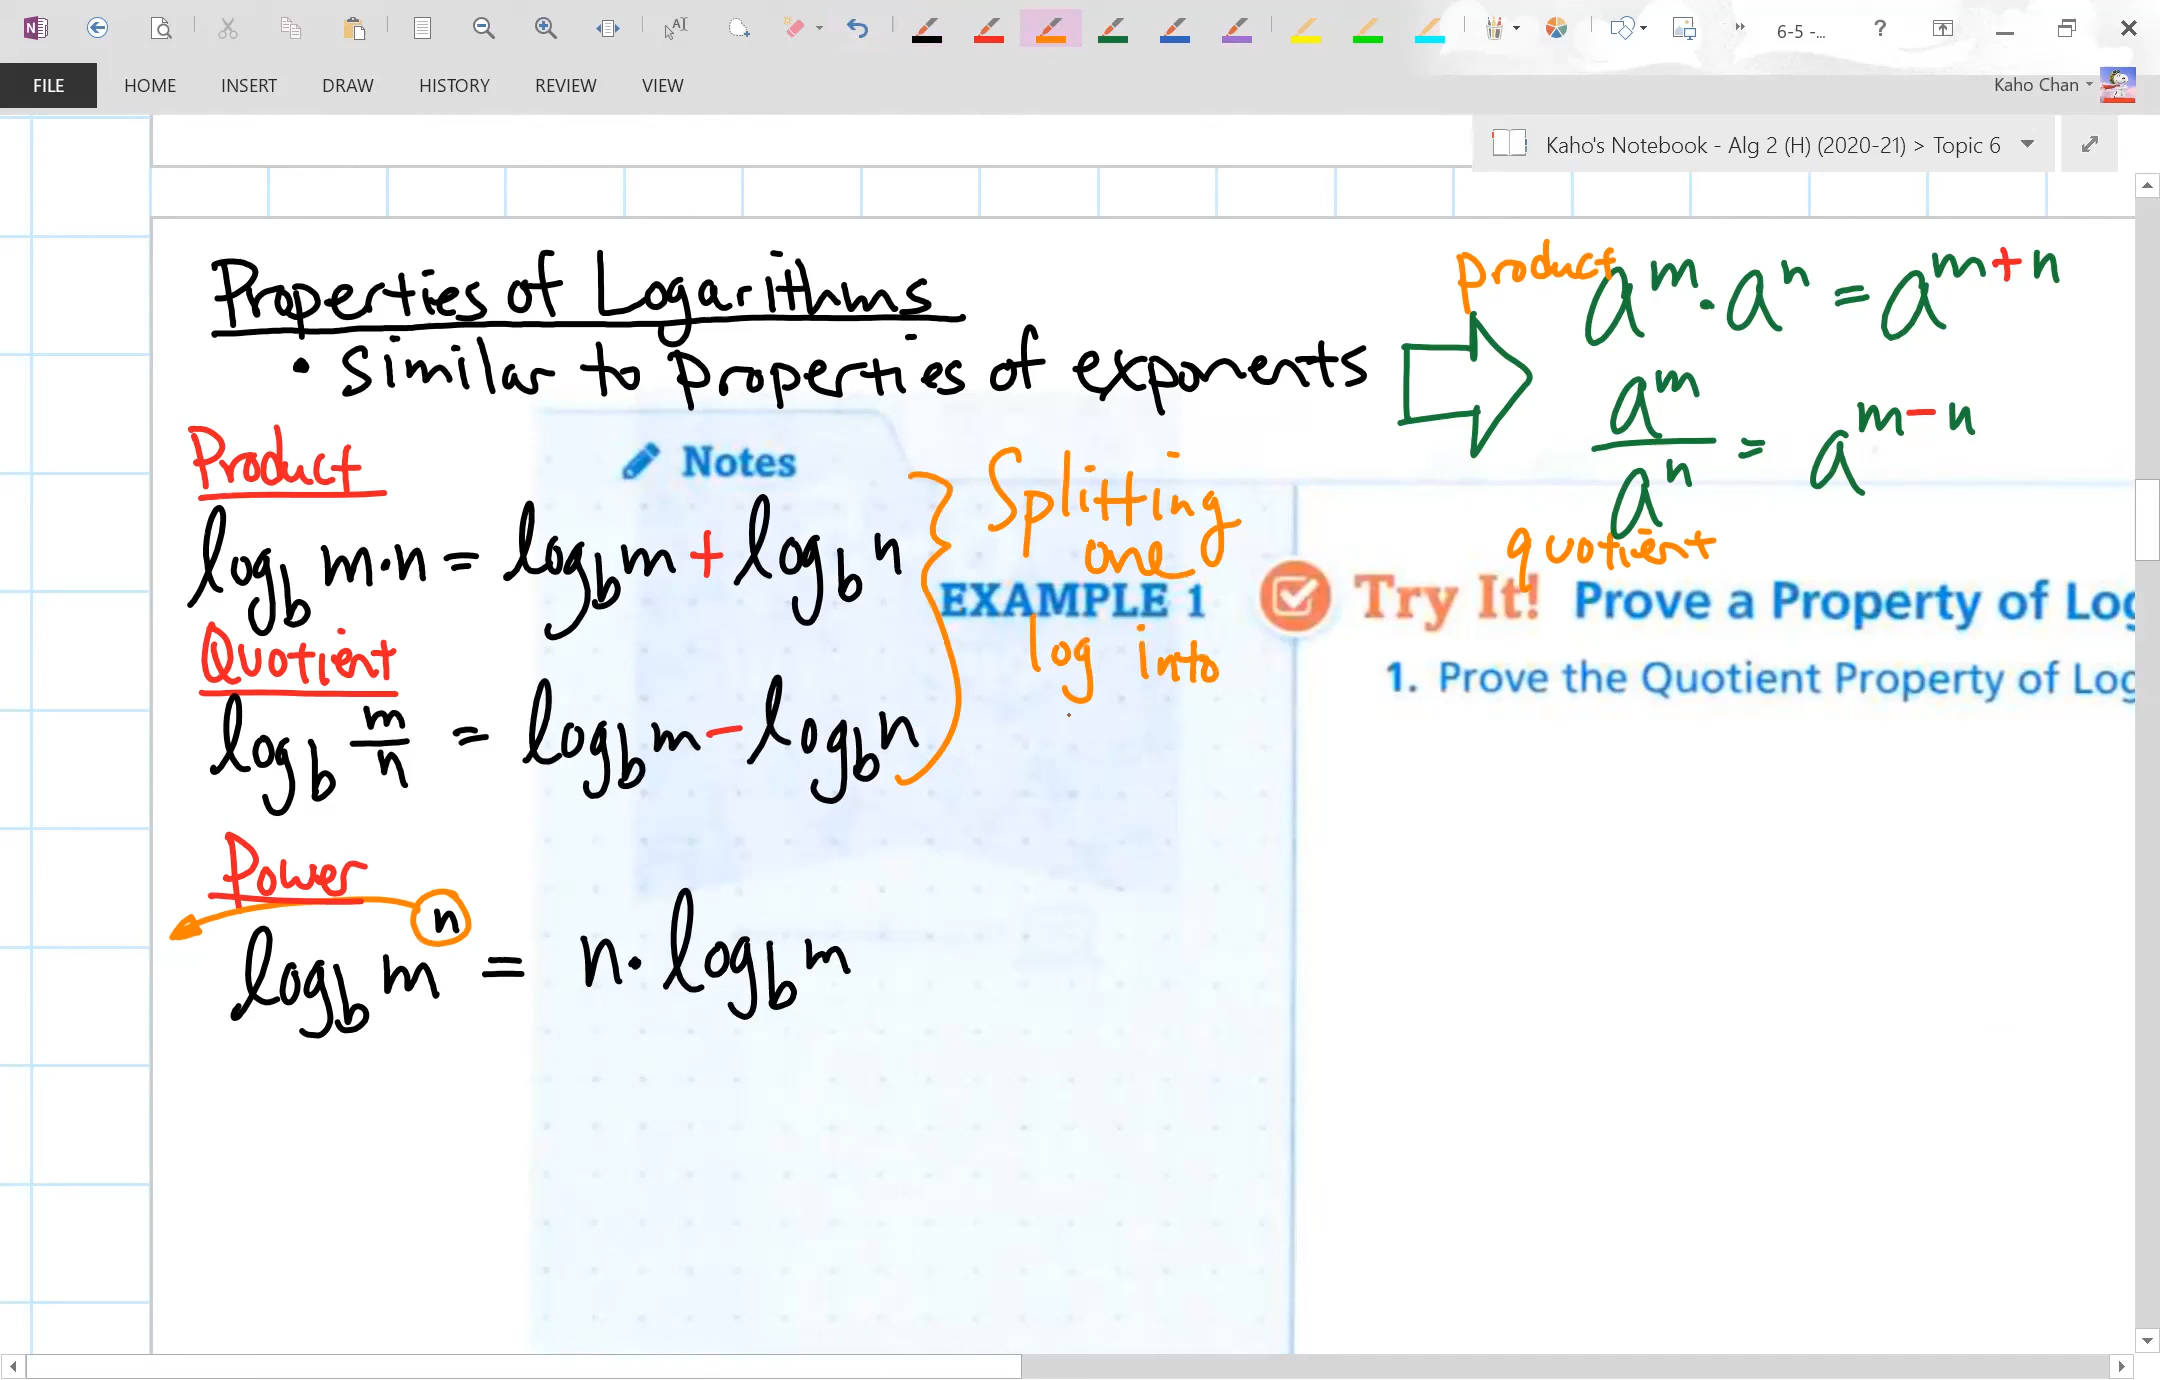 6-5 -...
?
FILE HOME INSERT DRAW HISTORY REVIEW VIEW
Kaho Chan
Kaho's Notebook - Alg 2 (H) (2020-21) > Topic 6
Properties of Logarithms
• similar to properties of exponents
product
a^m · a^n = a^(m+n)
a^m / a^n = a^(m-n)
quotient
Product
log_b m·n = log_b m + log_b n
Quotient
log_b m/n = log_b m - log_b n
Power
log_b m^n = n · log_b m
Notes
Splitting
one
log into
EXAMPLE 1
Try It! Prove a Property of Log
1. Prove the Quotient Property of Log